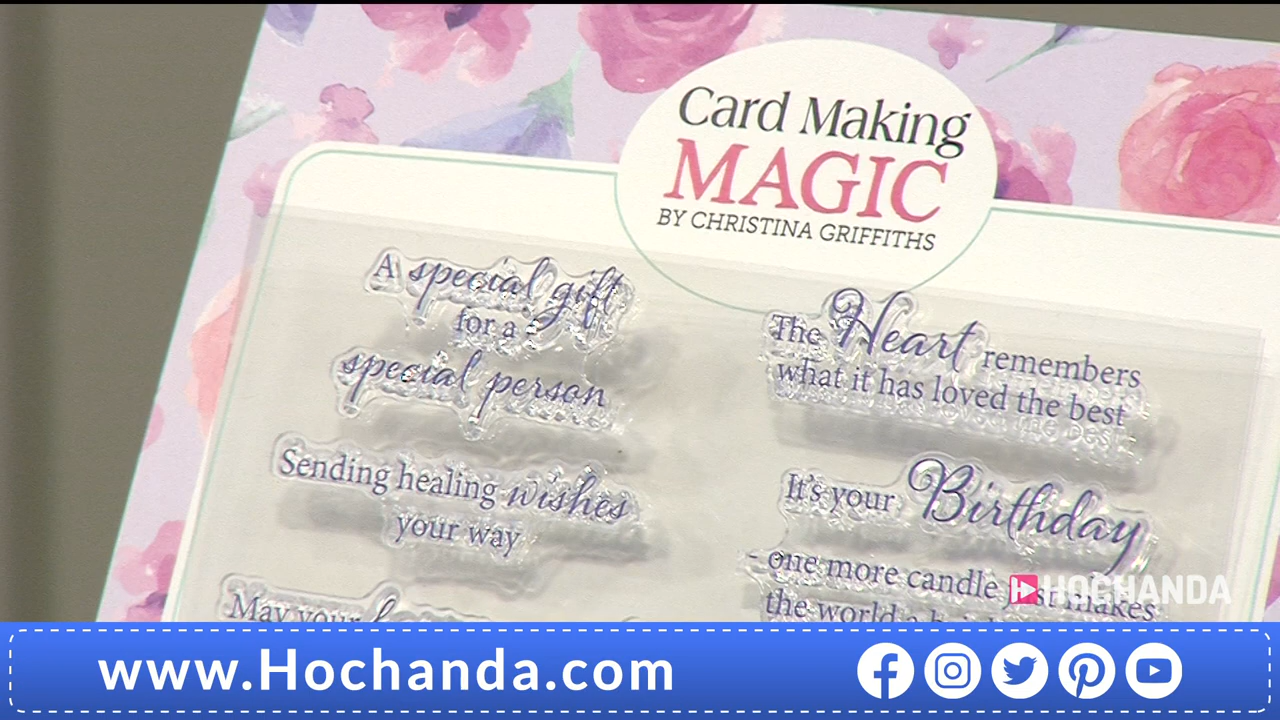 Card Making
MAGIC
BY CHRISTINA GRIFFITHS
A special gift
for a
special person
Sending healing wishes
your way
May your
The Heart remembers
what it has loved the best
It's your Birthday
- one more candle just makes
the world a
HOCHANDA
www.Hochanda.com